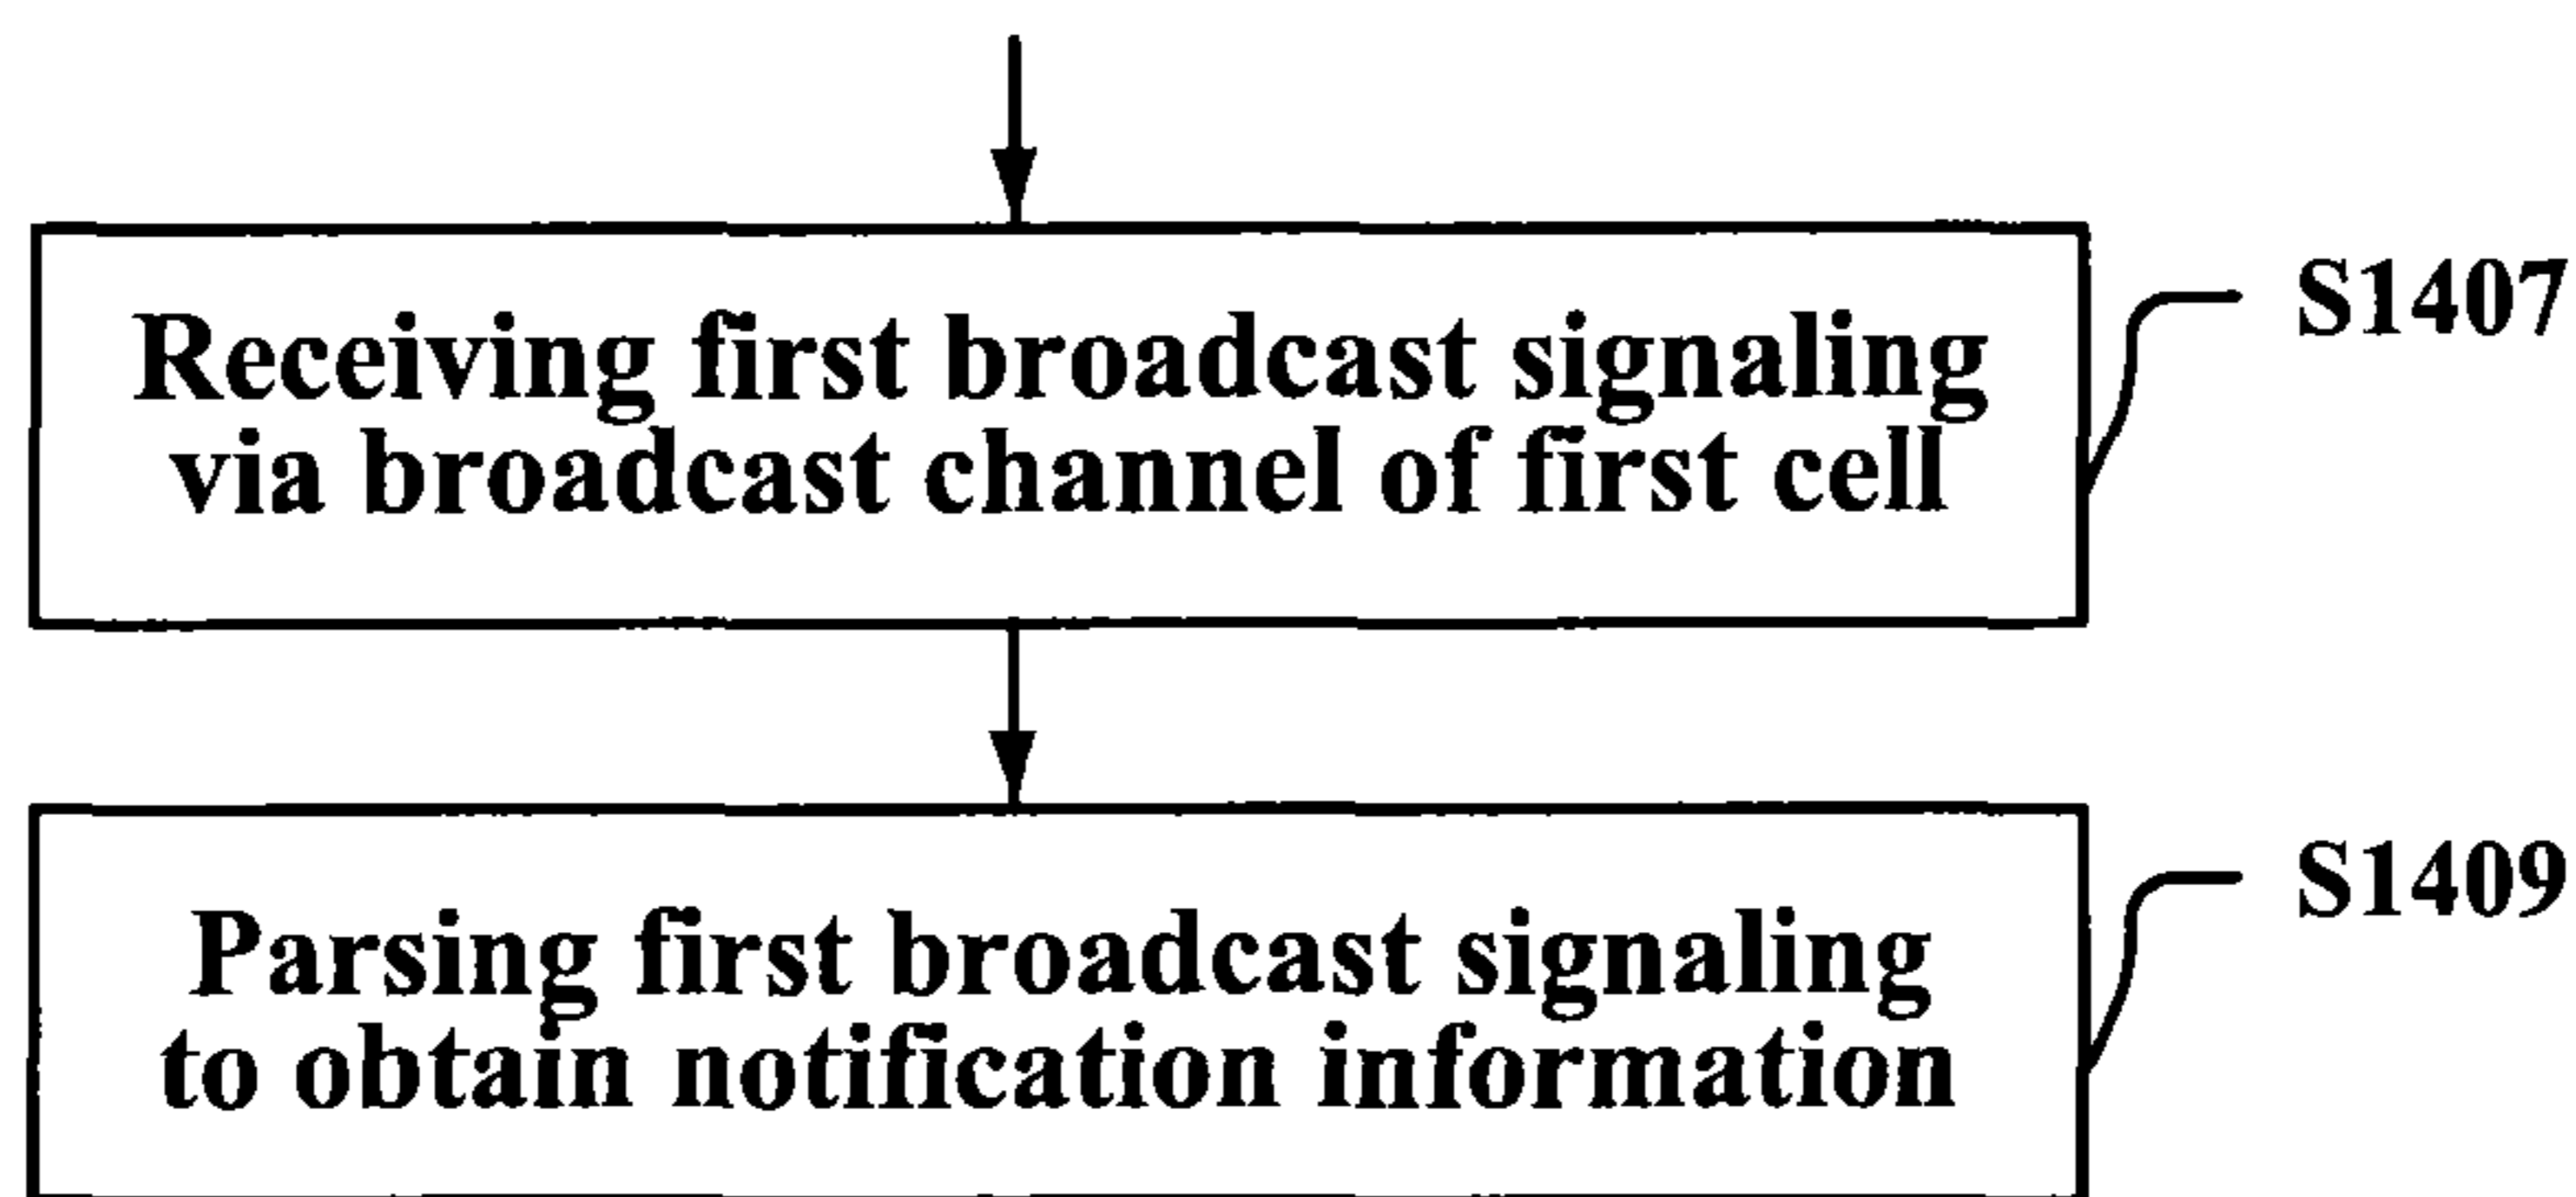 Receiving first broadcast signaling
via broadcast channel of first cell
S1407
Parsing first broadcast signaling
to obtain notification information
S1409